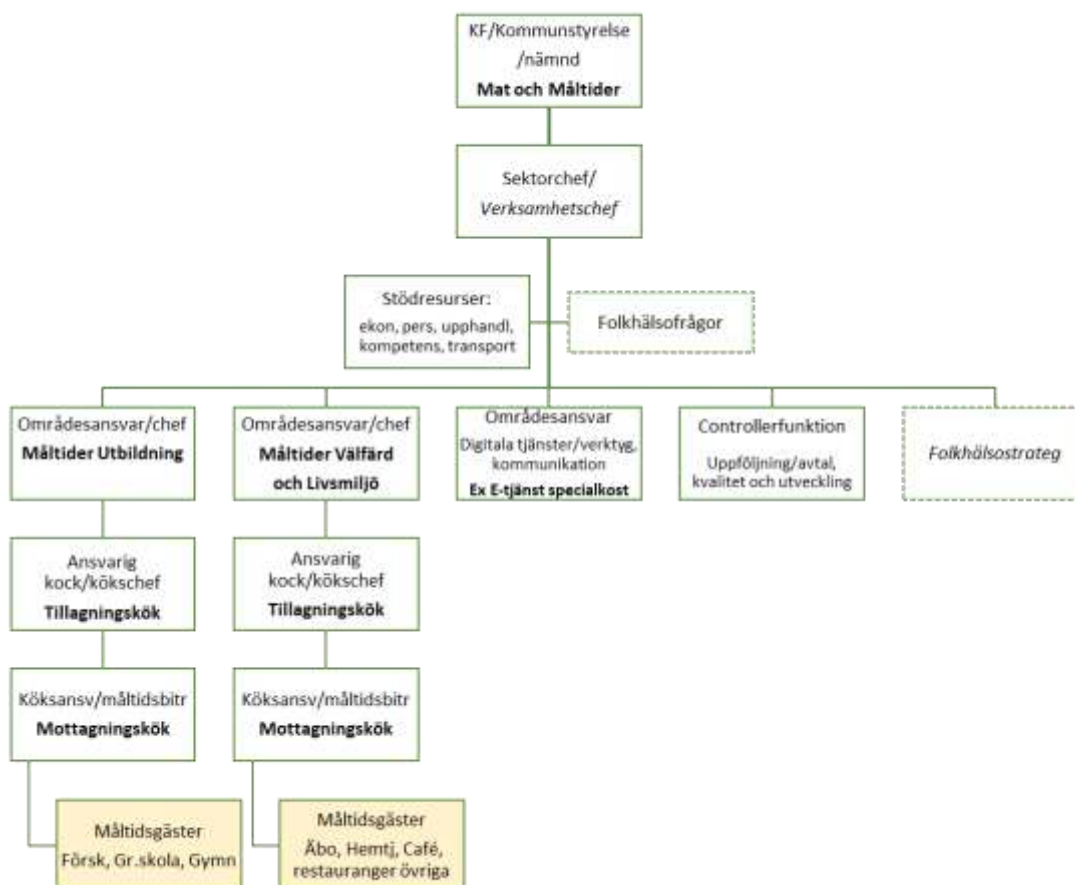 KF/Kommunstyrelse
/nämnd
Mat och Måltider
Sektorchef/
Verksamhetschef
Stödresurser:
ekon, pers, upphandl,
kompetens, transport
Folkhälsofrågor
Områdesansvar/chef
Måltider Utbildning
Områdesansvar/chef
Måltider Välfärd
och Livsmiljö
Områdesansvar
Digitala tjänster/verktyg,
kommunikation
Ex E-tjänst specialkost
Controllerfunktion
Uppföljning/avtal,
kvalitet och utveckling
Folkhälsostrateg
Ansvarig
kock/kökschef
Tillagningskök
Ansvarig
kock/kökschef
Tillagningskök
Köksansv/måltidsbitr
Mottagningskök
Köksansv/måltidsbitr
Mottagningskök
Måltidsgäster
Försk, Gr.skola, Gymn
Måltidsgäster
Äbo, Hemtj, Café,
restauranger övriga